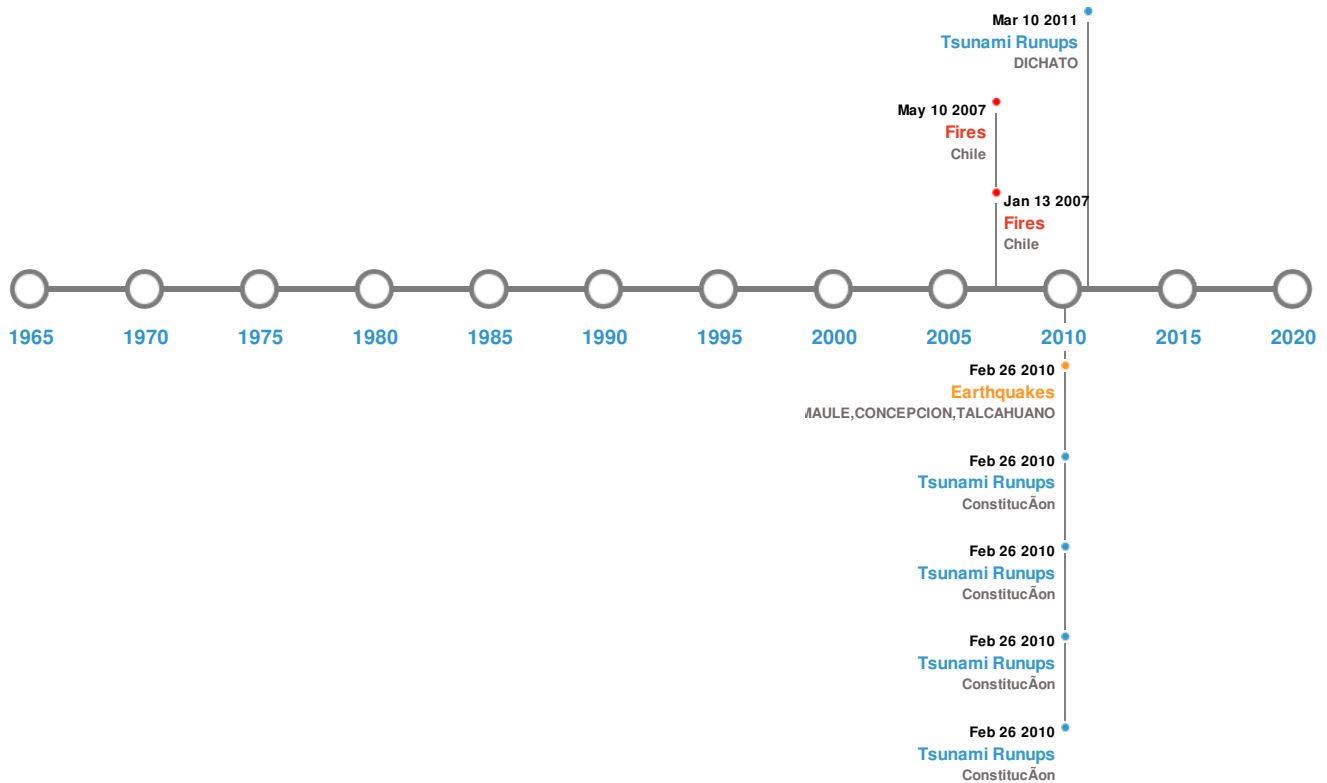 Mar 10 2011
Tsunami Runups
DICHATO
May 10 2007
Fires
Chile
Jan 13 2007
Fires
Chile
1965 1970 1975 1980 1985 1990 1995 2000 2005 2010 2015 2020
Feb 26 2010
Earthquakes
MAULE,CONCEPCION,TALCAHUANO
Feb 26 2010
Tsunami Runups
ConstitucÃon
Feb 26 2010
Tsunami Runups
ConstitucÃon
Feb 26 2010
Tsunami Runups
ConstitucÃon
Feb 26 2010
Tsunami Runups
ConstitucÃon